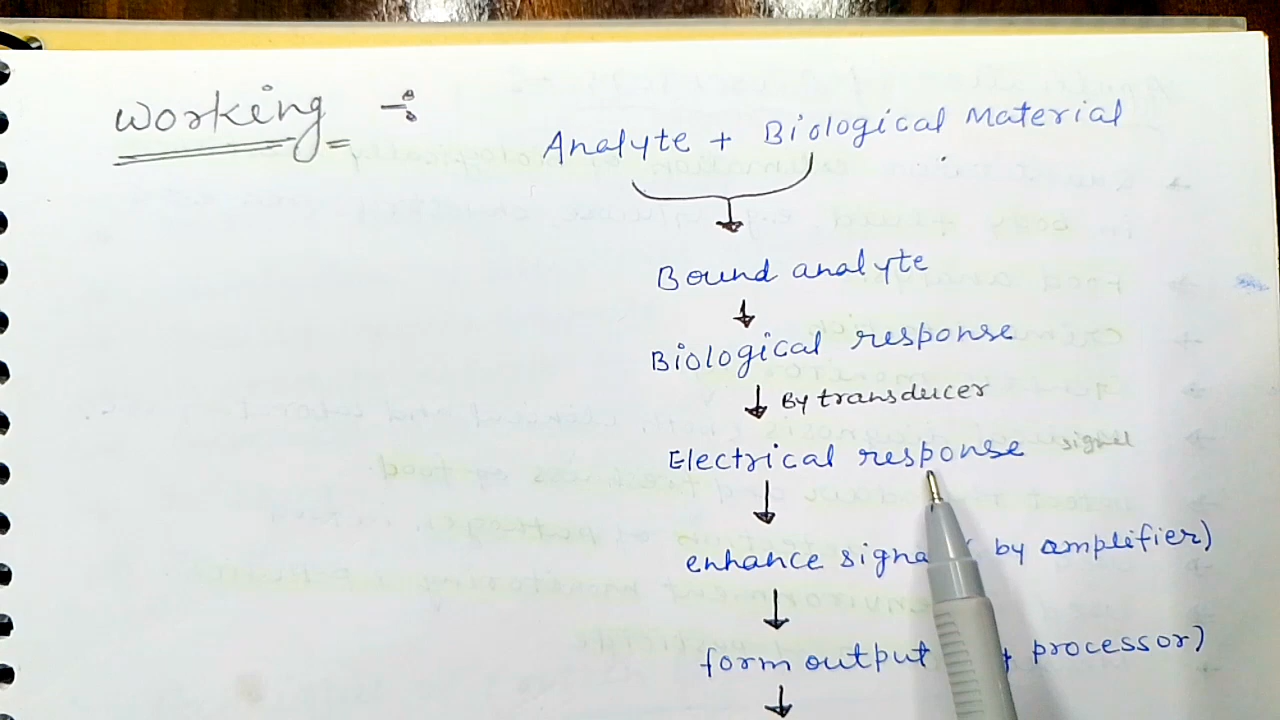 Working ÷
Analyte + Biological Material
Bound analyte
Biological response
By transducer
Electrical response signal
enhance signa by amplifier)
form output processor)